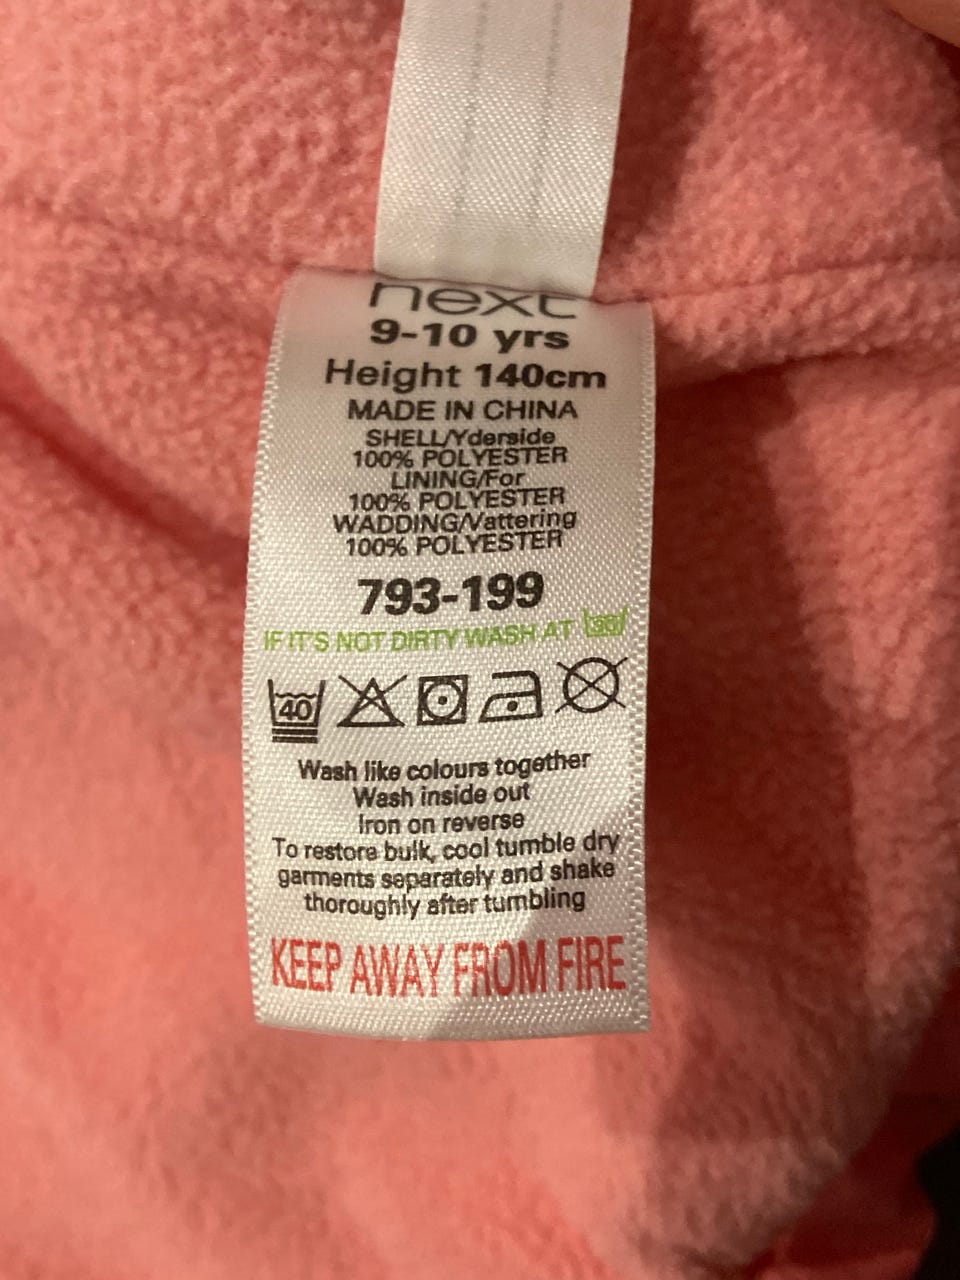 next
9-10 yrs
Height 140cm
MADE IN CHINA
SHELL/Yderside
100% POLYESTER
LINING/For
100% POLYESTER
WADDING/Vattering
100% POLYESTER
793-199
IF IT'S NOT DIRTY WASH AT 30
40
Wash like colours together
Wash inside out
Iron on reverse
To restore bulk, cool tumble dry
garments separately and shake
thoroughly after tumbling
KEEP AWAY FROM FIRE